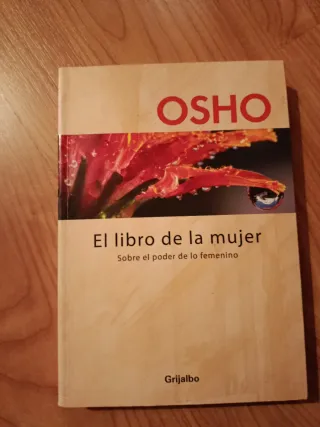 OSHO
El libro de la mujer
Sobre el poder de lo femenino
Grijalbo